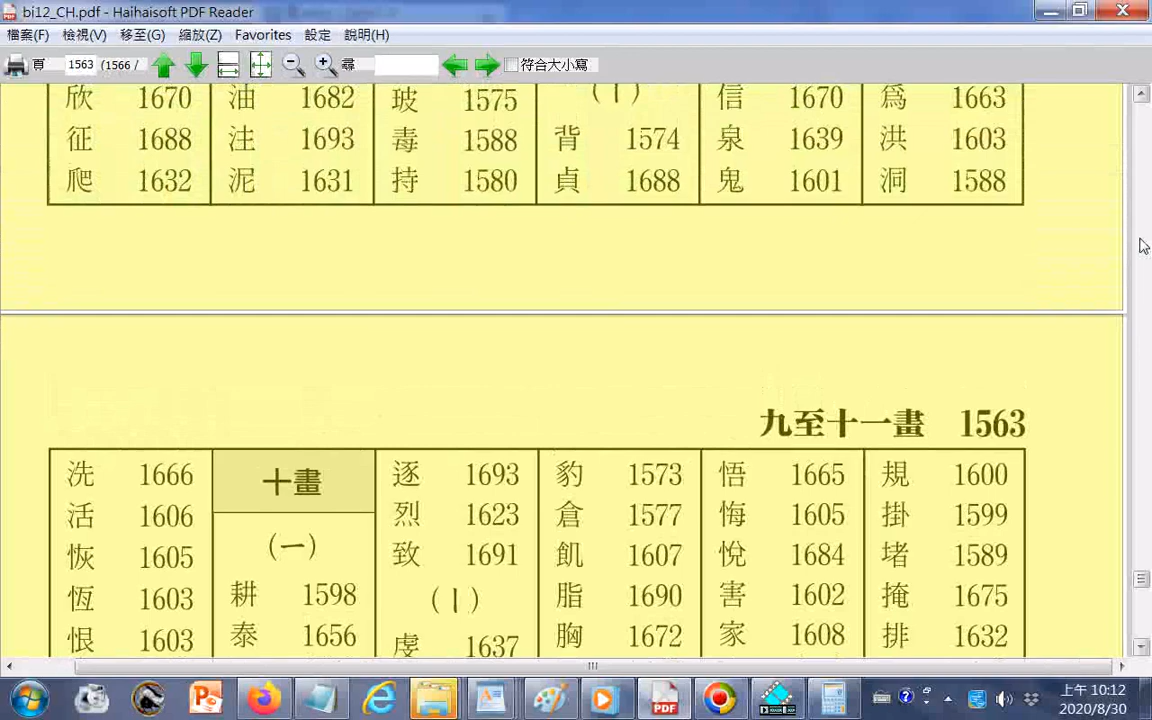 bi12_CH.pdf - Haihaisoft PDF Reader
檔案(F) 檢視(V) 移至(G) 縮放(Z) Favorites 設定 說明(H)
頁 1563 (1566 / 尋 符合大小寫
欣 1670 油 1682 玻 1575 (丨) 信 1670 爲 1663
征 1688 注 1693 毒 1588 背 1574 泉 1639 洪 1603
爬 1632 泥 1631 持 1580 貞 1688 鬼 1601 洞 1588
九至十一畫 1563
洗 1666 十畫 逐 1693 豹 1573 悟 1665 規 1600
活 1606 烈 1623 倉 1577 悔 1605 掛 1599
恢 1605 (一) 致 1691 飢 1607 悅 1684 堵 1589
恆 1603 耕 1598 (丨) 脂 1690 害 1602 掩 1675
恨 1603 泰 1656 虔 1637 胸 1672 家 1608 排 1632
上午 10:12
2020/8/30